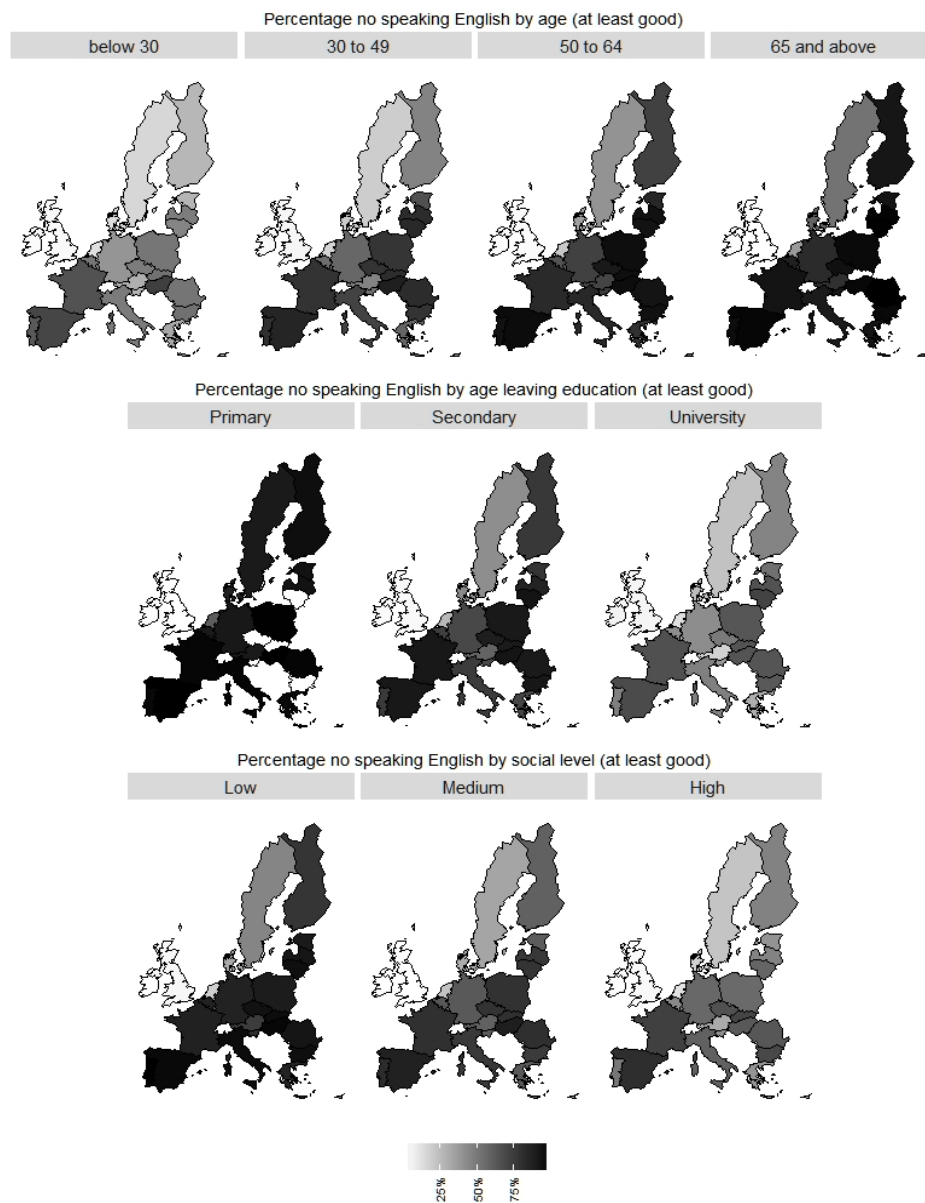 Percentage no speaking English by age (at least good)
below 30
30 to 49
50 to 64
65 and above
Percentage no speaking English by age leaving education (at least good)
Primary
Secondary
University
Percentage no speaking English by social level (at least good)
Low
Medium
High
25%
50%
75%